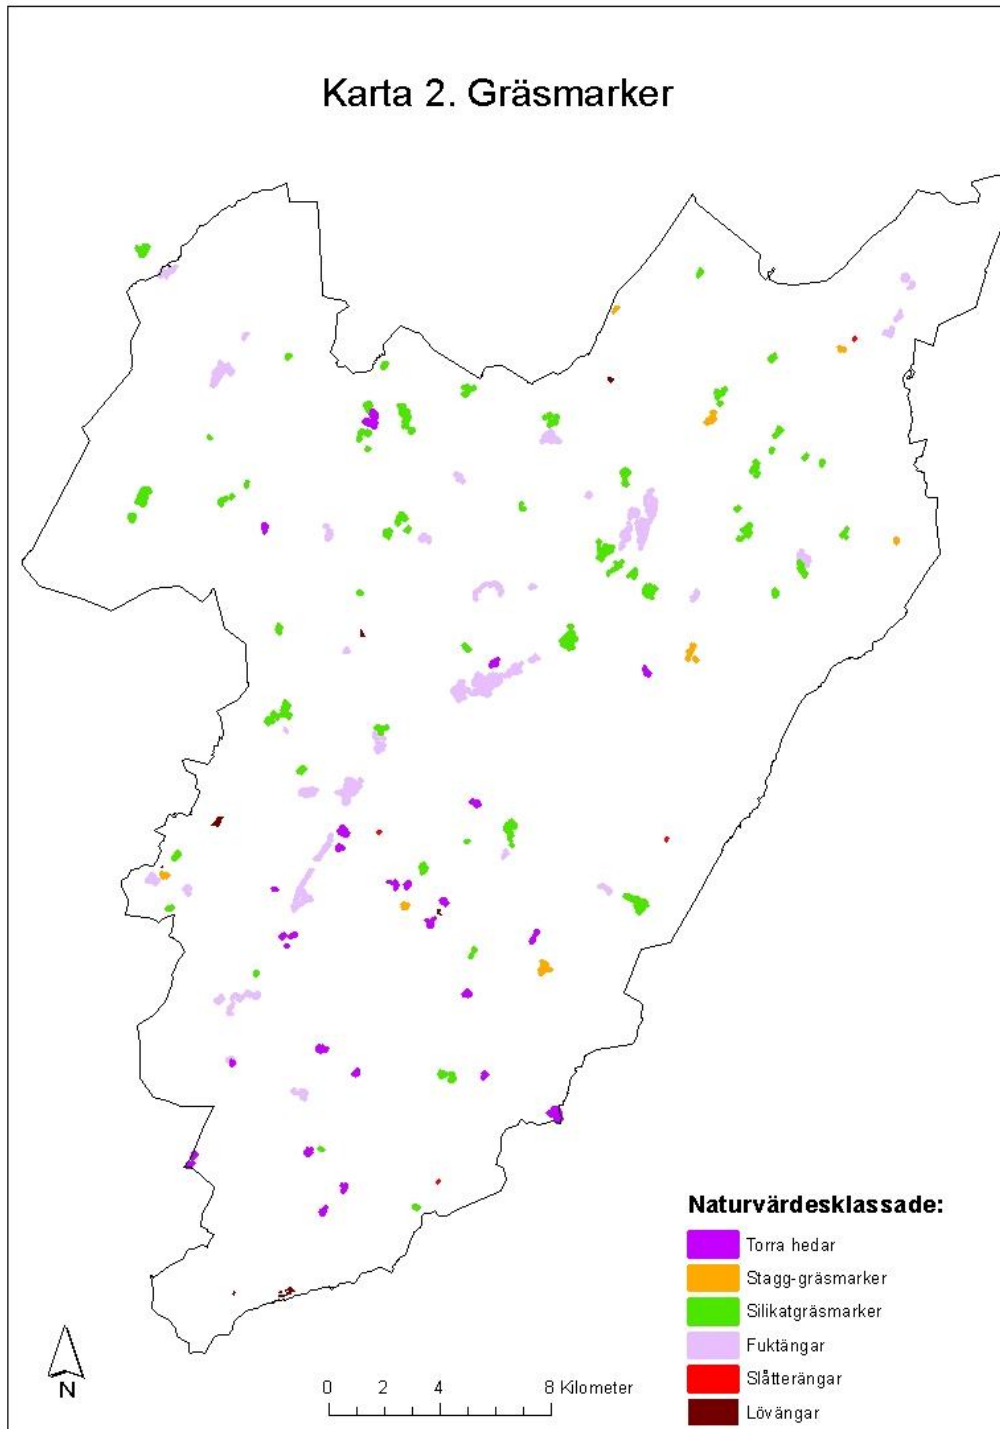 Karta 2. Gräsmarker
Naturvärdesklassade:
Torra hedar
Stagg-gräsmarker
Silikatgräsmarker
Fuktängar
Slåtterängar
Lövängar
N
0 2 4 8 Kilometer